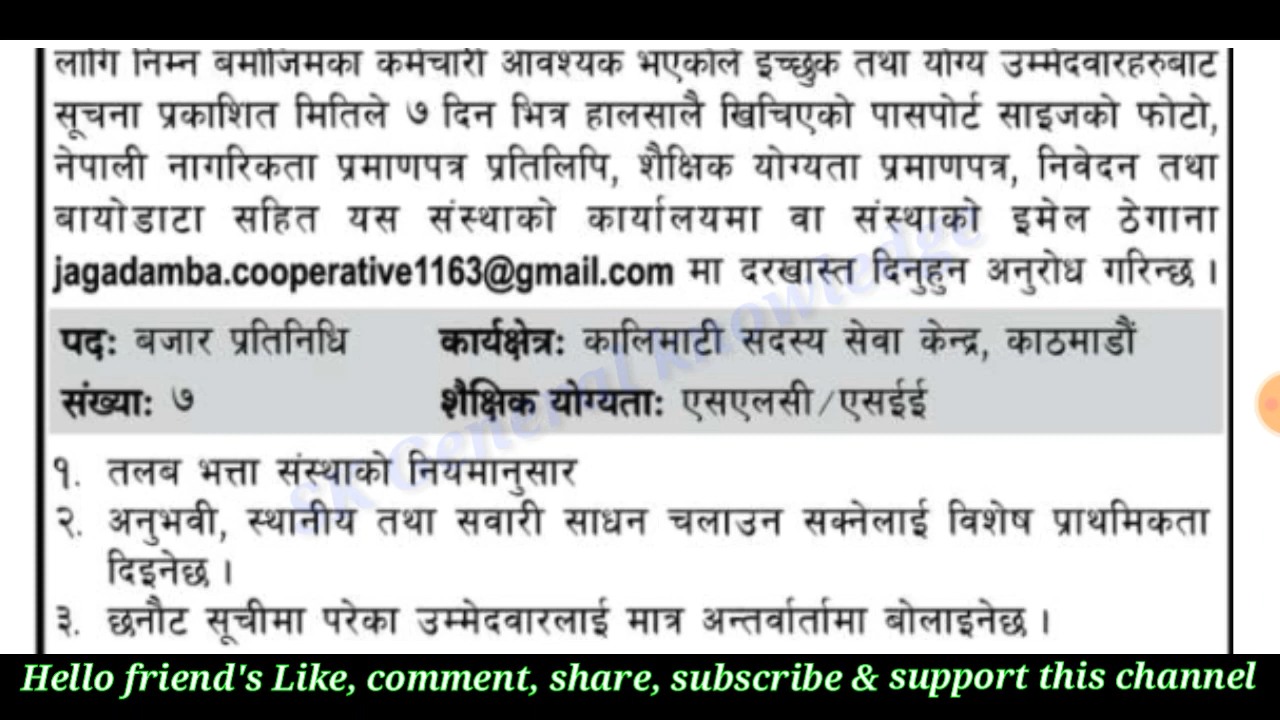 लागि निम्न बमोजिमका कर्मचारी आवश्यक भएकोले इच्छुक तथा योग्य उम्मेदवारहरुबाट
सूचना प्रकाशित मितिले ७ दिन भित्र हालसालै खिचिएको पासपोर्ट साइजको फोटो,
नेपाली नागरिकता प्रमाणपत्र प्रतिलिपि, शैक्षिक योग्यता प्रमाणपत्र, निवेदन तथा
बायोडाटा सहित यस संस्थाको कार्यालयमा वा संस्थाको इमेल ठेगाना
jagadamba.cooperative1163@gmail.com मा दरखास्त दिनुहुन अनुरोध गरिन्छ ।
पदः बजार प्रतिनिधि कार्यक्षेत्रः कालिमाटी सदस्य सेवा केन्द्र, काठमाडौं
संख्याः ७ शैक्षिक योग्यताः एसएलसी/एसईई
१. तलब भत्ता संस्थाको नियमानुसार
२. अनुभवी, स्थानीय तथा सवारी साधन चलाउन सक्नेलाई विशेष प्राथमिकता
दिइनेछ ।
३. छनौट सूचीमा परेका उम्मेदवारलाई मात्र अन्तर्वार्तामा बोलाइनेछ ।
SK General Knowledge
Hello friend's Like, comment, share, subscribe & support this channel